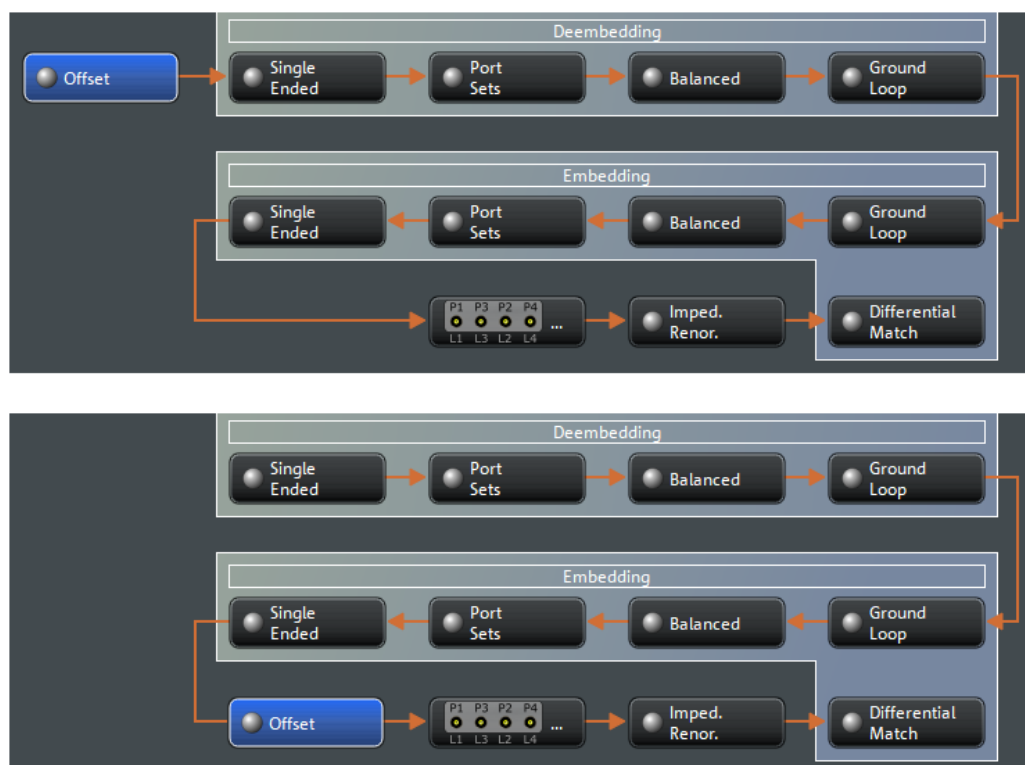 Deembedding
Offset
Single
Ended
Port
Sets
Balanced
Ground
Loop
Embedding
Single
Ended
Port
Sets
Balanced
Ground
Loop
P1 P3 P2 P4
...
L1 L3 L2 L4
Imped.
Renor.
Differential
Match
Deembedding
Single
Ended
Port
Sets
Balanced
Ground
Loop
Embedding
Single
Ended
Port
Sets
Balanced
Ground
Loop
Offset
P1 P3 P2 P4
...
L1 L3 L2 L4
Imped.
Renor.
Differential
Match